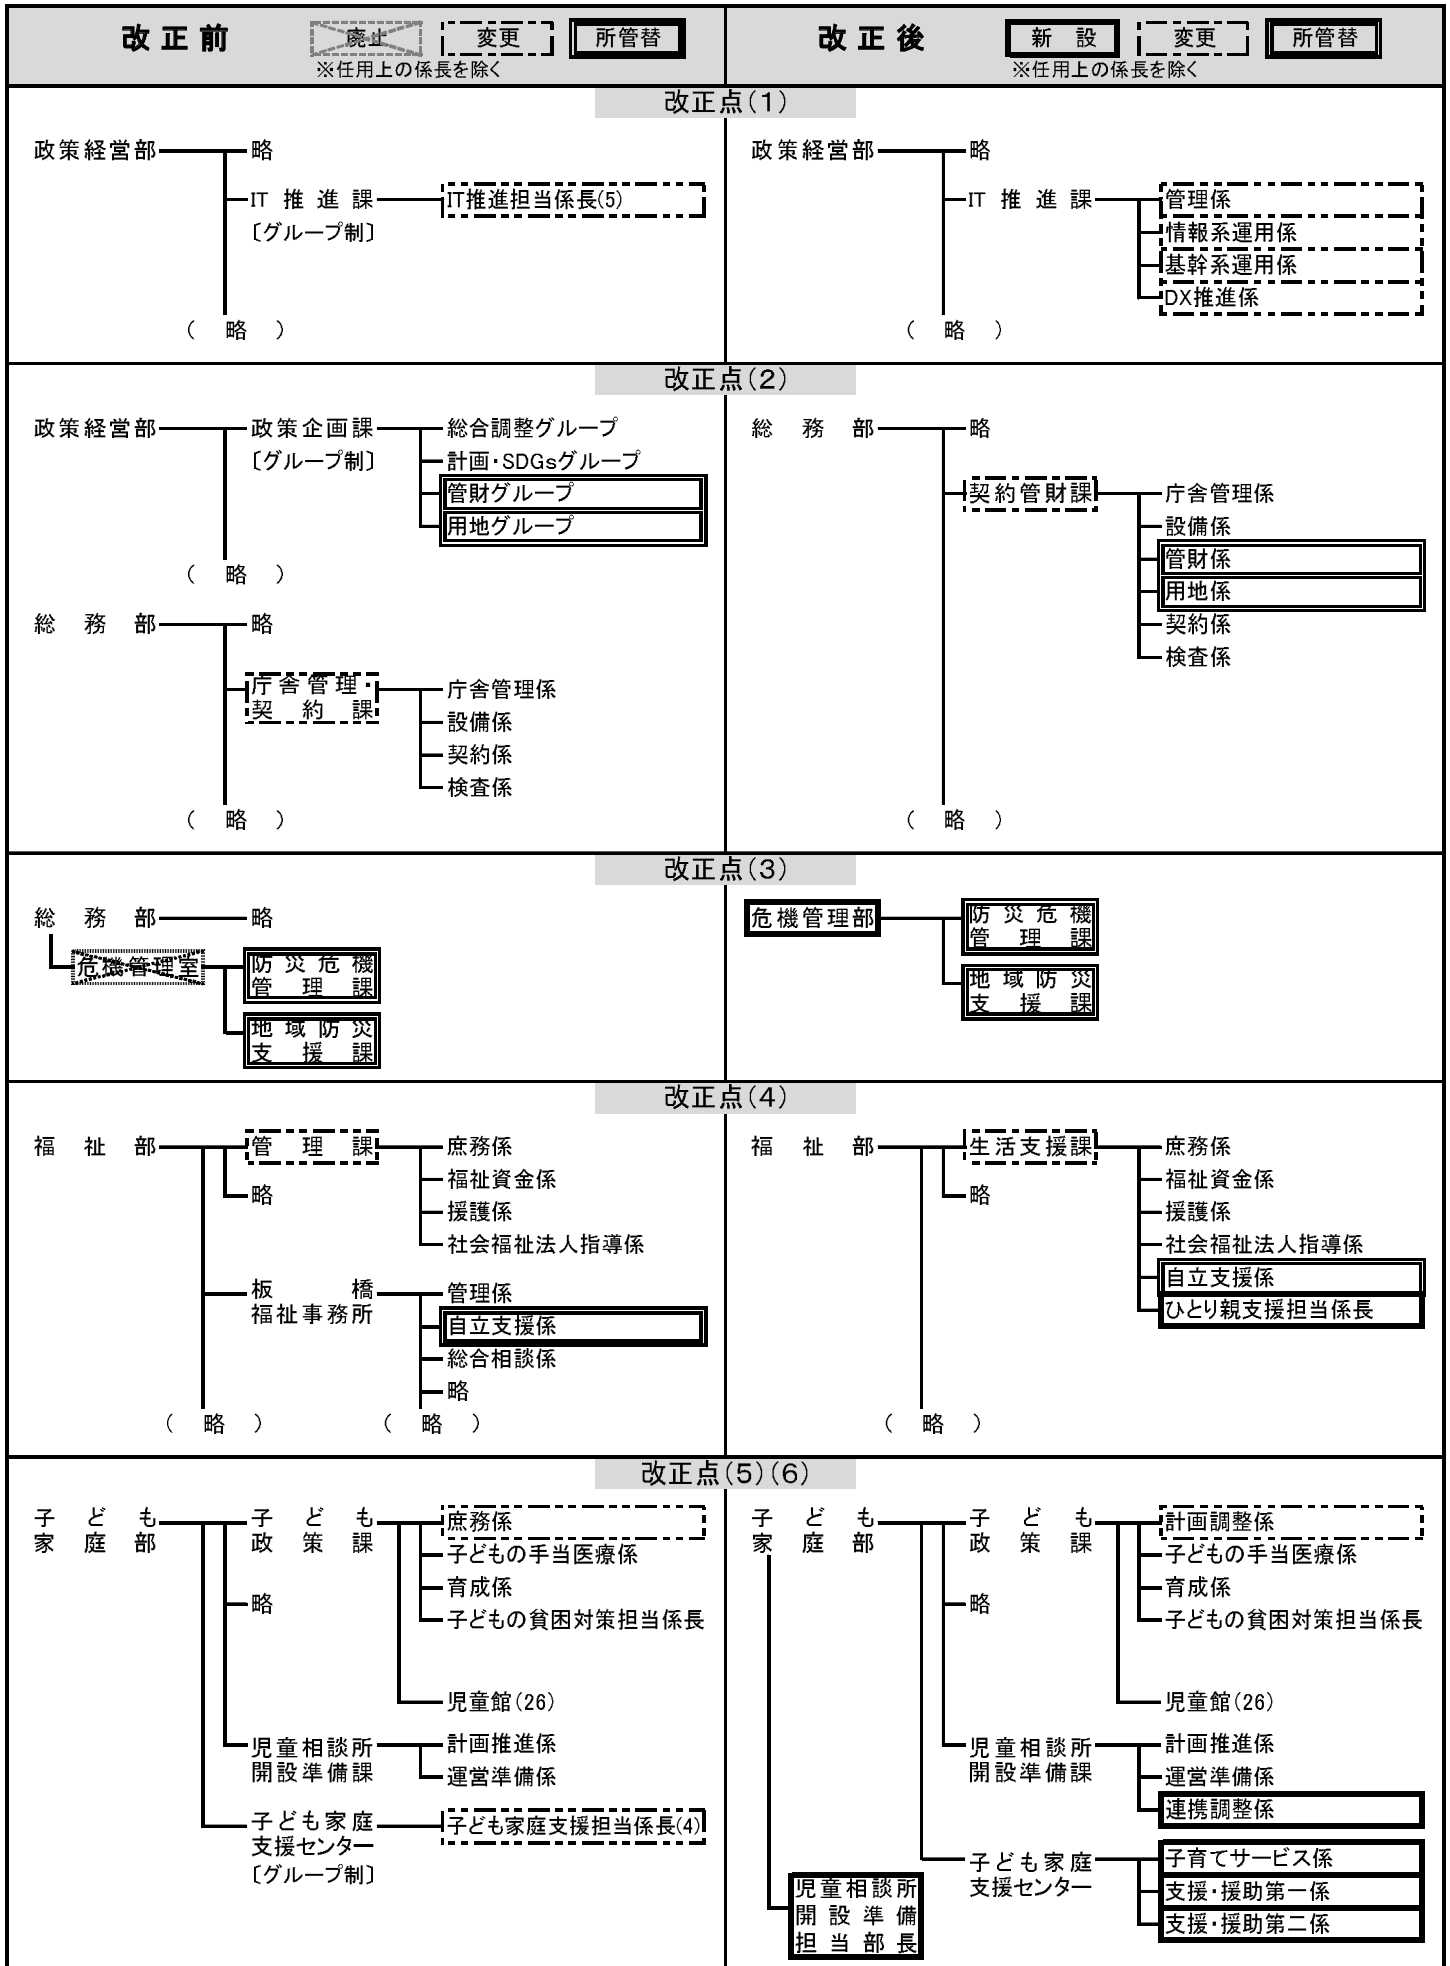 改正前 廃止 変更 所管替
※任用上の係長を除く
改正後 新設 変更 所管替
※任用上の係長を除く
改正点(1)
政策経営部 略
IT推進課 IT推進担当係長(5)
〔グループ制〕
(略)
政策経営部 略
IT推進課 管理係
情報系運用係
基幹系運用係
DX推進係
(略)
改正点(2)
政策経営部 政策企画課 総合調整グループ
〔グループ制〕 計画・SDGsグループ
管財グループ
用地グループ
(略)
総務部 略
庁舎管理・ 庁舎管理係
契約課
設備係
契約係
検査係
(略)
総務部 略
契約管財課 庁舎管理係
設備係
管財係
用地係
契約係
検査係
(略)
改正点(3)
総務部 略
危機管理室 防災危機
管理課
地域防災
支援課
危機管理部 防災危機
管理課
地域防災
支援課
改正点(4)
福祉部 管理課 庶務係
福祉資金係
略
援護係
社会福祉法人指導係
板橋 管理係
福祉事務所
自立支援係
総合相談係
略
(略) (略)
福祉部 生活支援課 庶務係
福祉資金係
略
援護係
社会福祉法人指導係
自立支援係
ひとり親支援担当係長
(略)
改正点(5)(6)
子ども 子ども 庶務係
家庭部 政策課
子どもの手当医療係
育成係
略
子どもの貧困対策担当係長
児童館(26)
児童相談所 計画推進係
開設準備課 運営準備係
子ども家庭 子ども家庭支援担当係長(4)
支援センター
〔グループ制〕
子ども 子ども 計画調整係
家庭部 政策課
子どもの手当医療係
育成係
略
子どもの貧困対策担当係長
児童館(26)
児童相談所 計画推進係
開設準備課 運営準備係
連携調整係
子ども家庭 子育てサービス係
支援センター 支援・援助第一係
支援・援助第二係
児童相談所
開設準備
担当部長